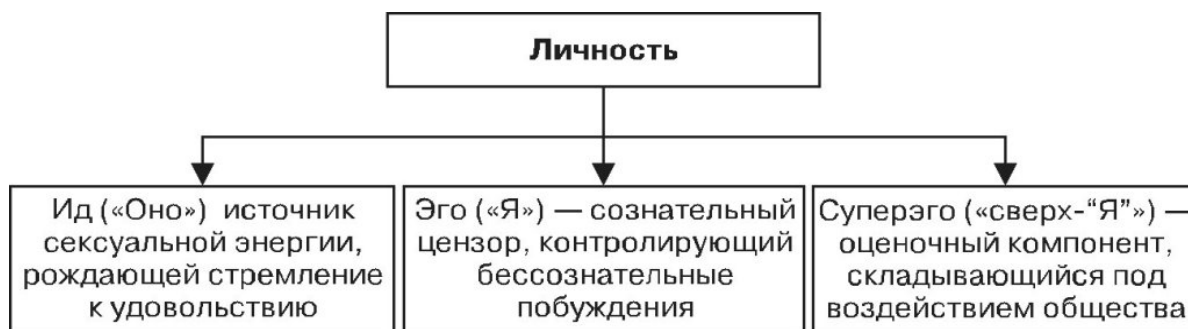 Личность
Ид («Оно») источник
сексуальной энергии,
рождающей стремление
к удовольствию
Эго («Я») — сознательный
цензор, контролирующий
бессознательные
побуждения
Суперэго («сверх-“Я”») —
оценочный компонент,
складывающийся под
воздействием общества